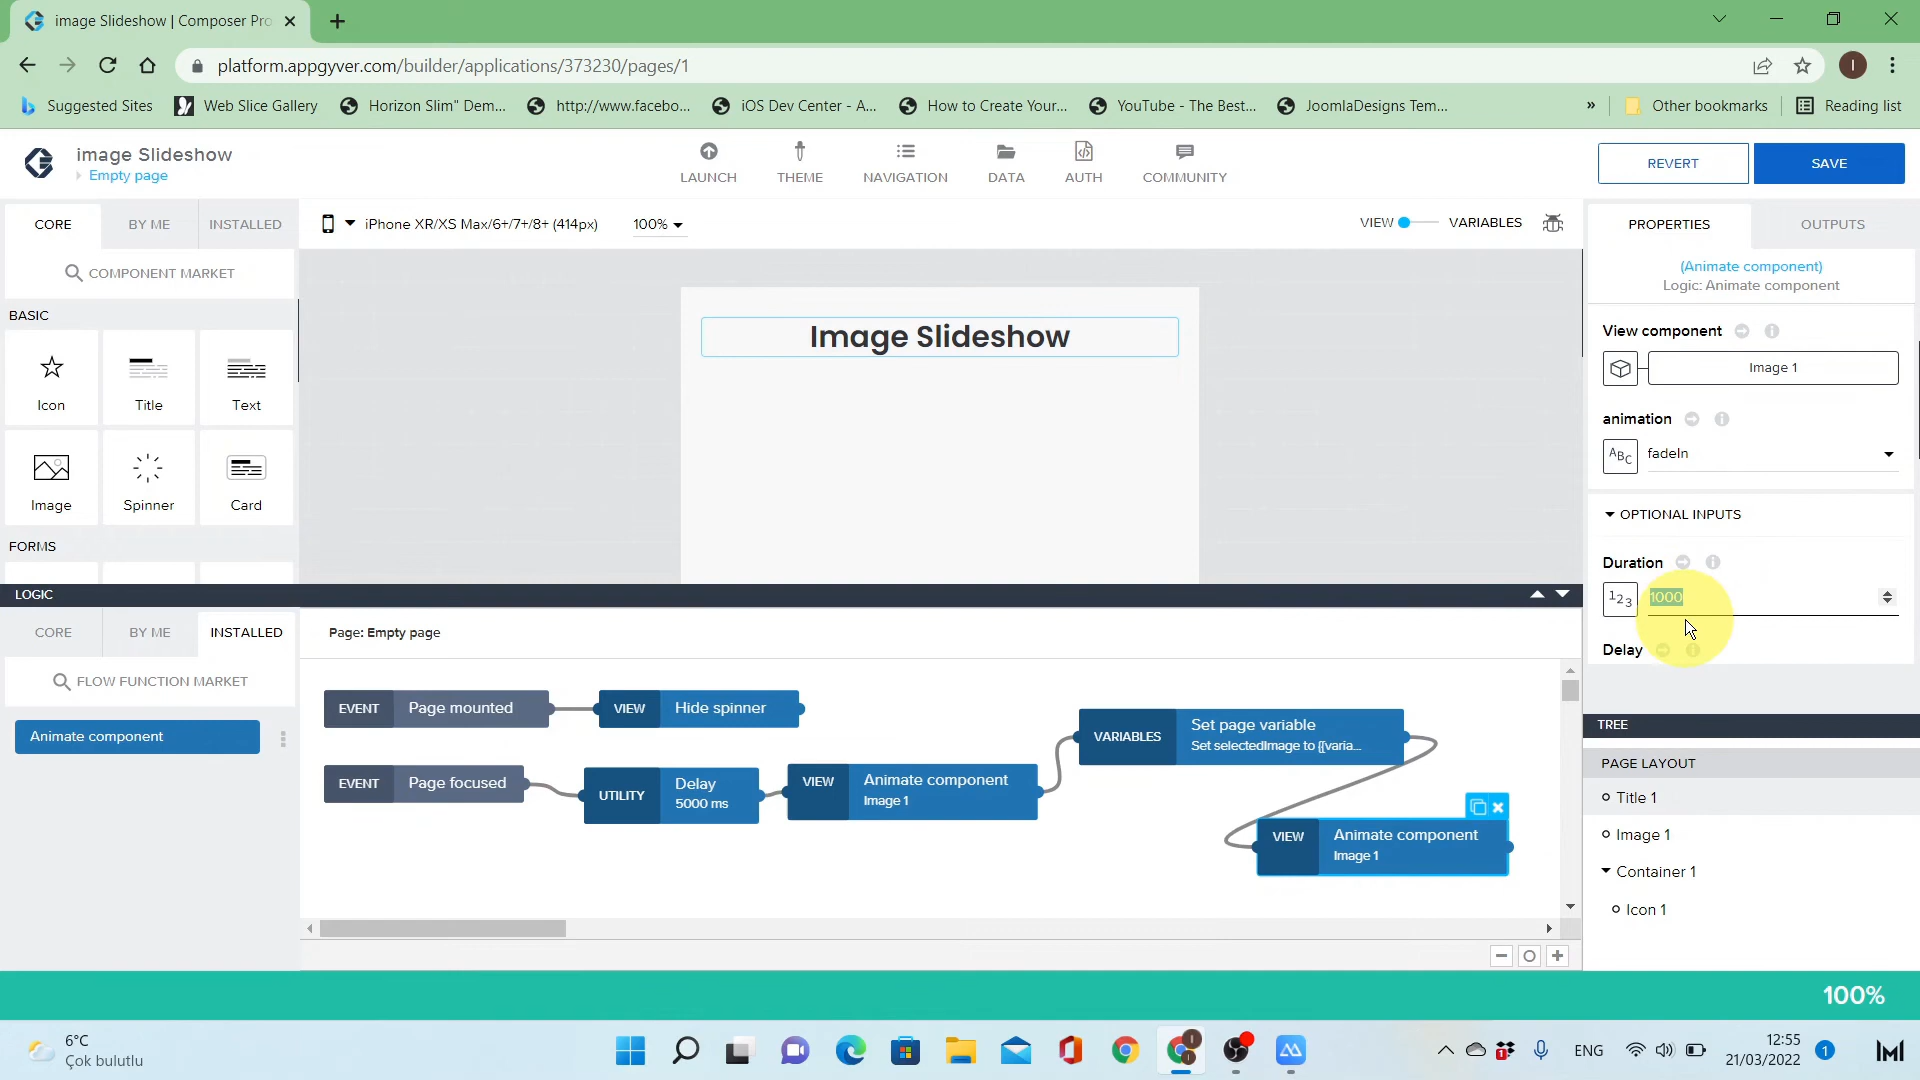 image Slideshow | Composer Pro
platform.appgyver.com/builder/applications/373230/pages/1
I
Suggested Sites
Web Slice Gallery
Horizon Slim" Dem...
http://www.facebo...
iOS Dev Center - A...
How to Create Your...
YouTube - The Best...
JoomlaDesigns Tem...
»
Other bookmarks
Reading list
image Slideshow
Empty page
LAUNCH
THEME
NAVIGATION
DATA
AUTH
COMMUNITY
REVERT
SAVE
CORE
BY ME
INSTALLED
iPhone XR/XS Max/6+/7+/8+ (414px)
100%
VIEW
VARIABLES
PROPERTIES
OUTPUTS
COMPONENT MARKET
(Animate component)
Logic: Animate component
BASIC
Icon
Title
Text
Image
Spinner
Card
FORMS
Image Slideshow
View component
Image 1
animation
ABC
fadeIn
OPTIONAL INPUTS
Duration
123
1000
Delay
LOGIC
CORE
BY ME
INSTALLED
Page: Empty page
FLOW FUNCTION MARKET
Animate component
EVENT
Page mounted
VIEW
Hide spinner
EVENT
Page focused
UTILITY
Delay
5000 ms
VIEW
Animate component
Image 1
VARIABLES
Set page variable
Set selectedImage to {{varia...
VIEW
Animate component
Image 1
TREE
PAGE LAYOUT
Title 1
Image 1
Container 1
Icon 1
100%
6°C
Çok bulutlu
1
ENG
12:55
21/03/2022
1